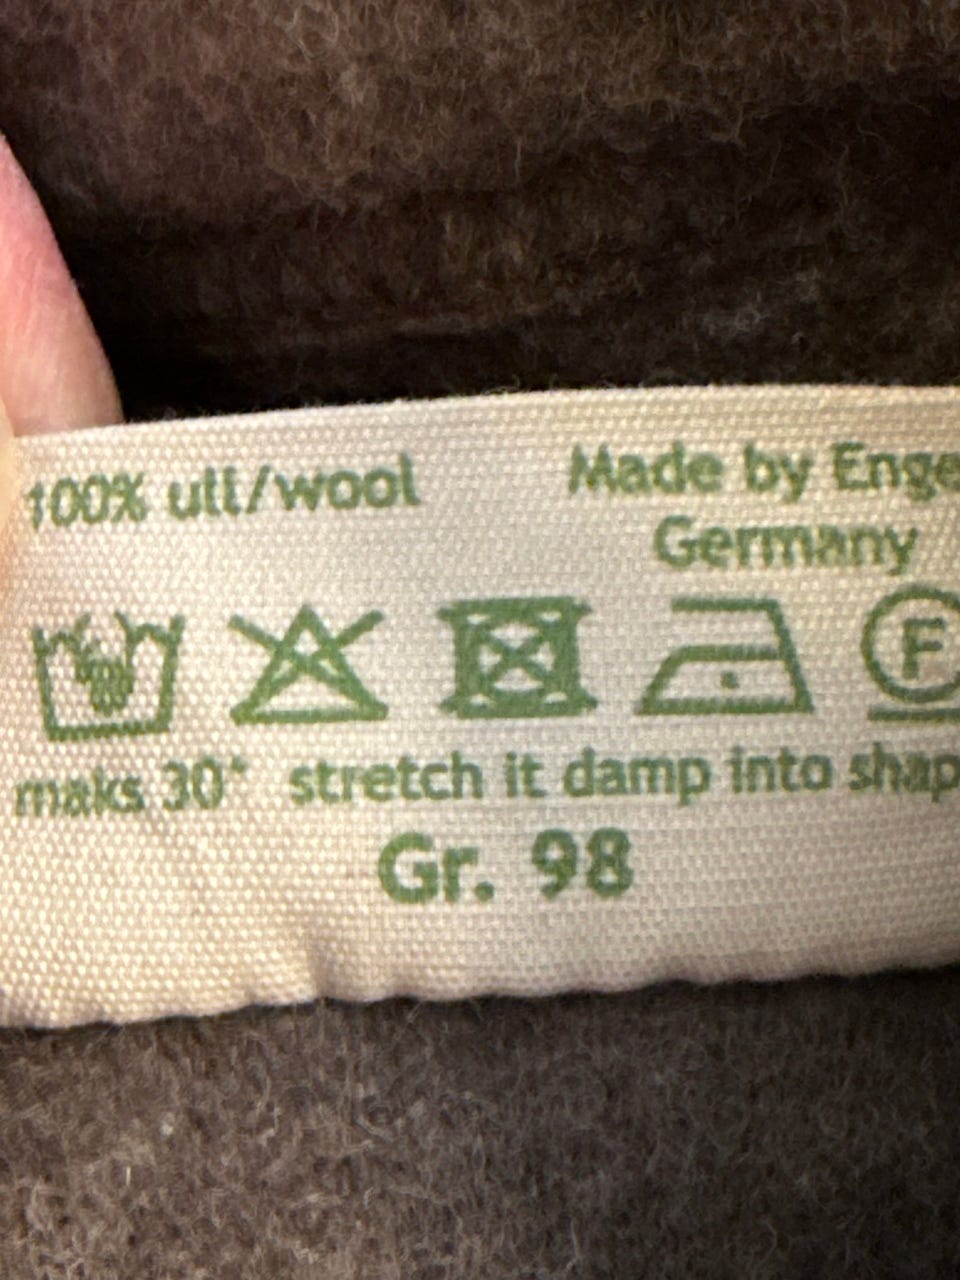 100% ull/wool
Made by Enge
Germany
F
maks 30° stretch it damp into shap
Gr. 98